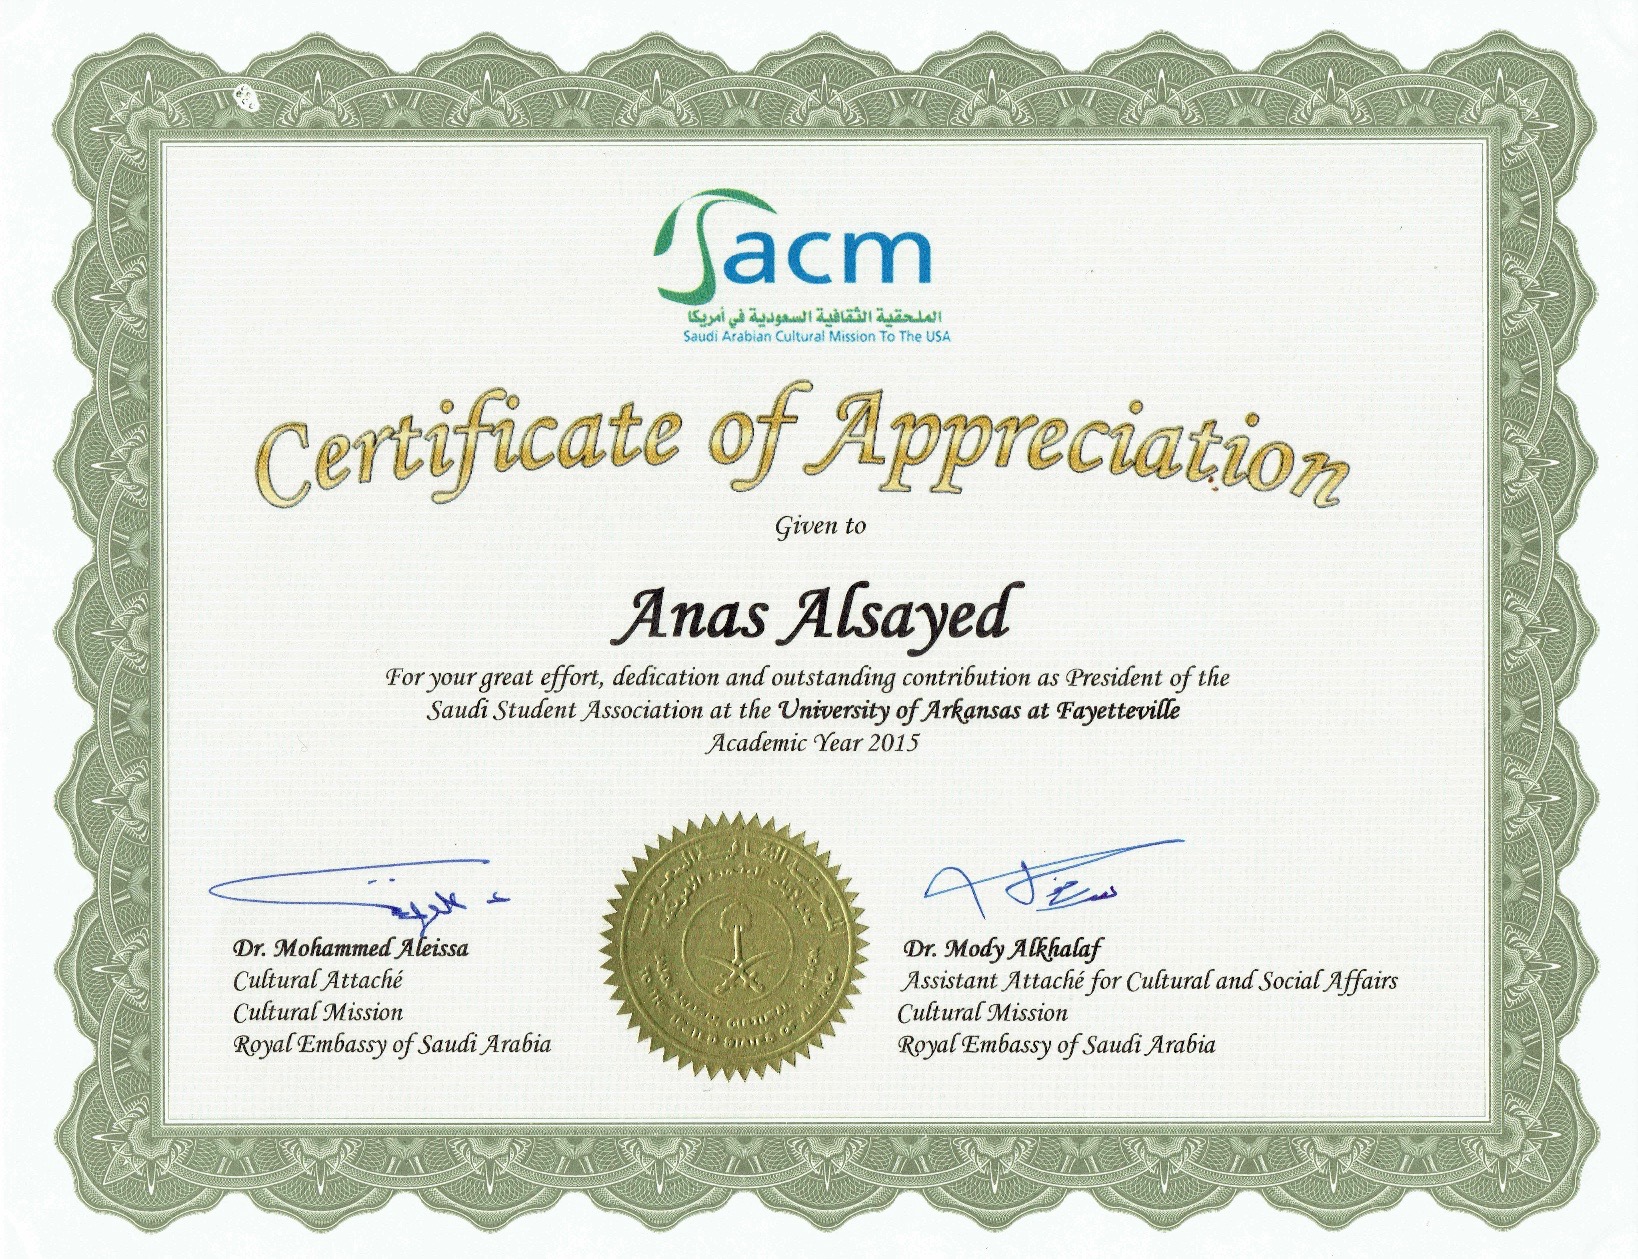 Sacm
الملحقية الثقافية السعودية في أمريكا
Saudi Arabian Cultural Mission To The USA
Certificate of Appreciation
Given to
Anas Alsayed
For your great effort, dedication and outstanding contribution as President of the
Saudi Student Association at the University of Arkansas at Fayetteville
Academic Year 2015
Dr. Mohammed Aleissa
Cultural Attaché
Cultural Mission
Royal Embassy of Saudi Arabia
Dr. Mody Alkhalaf
Assistant Attaché for Cultural and Social Affairs
Cultural Mission
Royal Embassy of Saudi Arabia